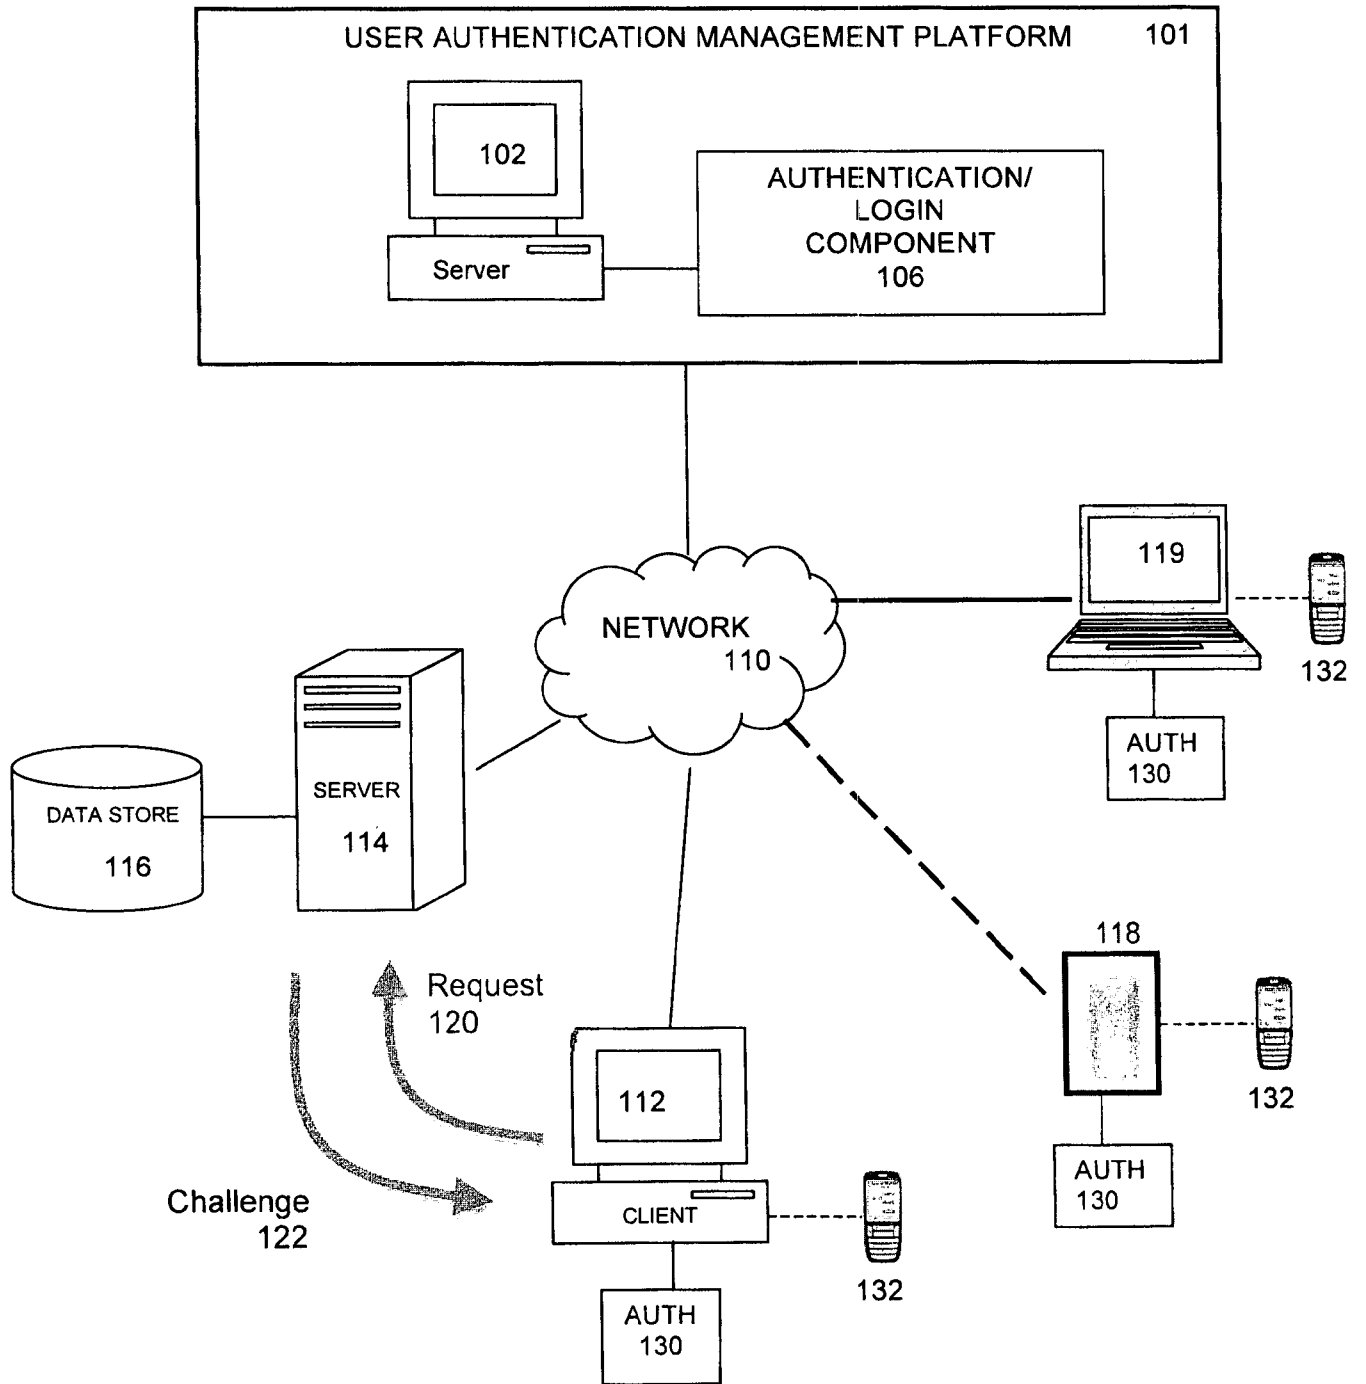 USER AUTHENTICATION MANAGEMENT PLATFORM 101
102
Server
AUTHENTICATION/
LOGIN
COMPONENT
106
NETWORK
110
119
132
AUTH
130
SERVER
114
DATA STORE
116
118
132
AUTH
130
Request
120
Challenge
122
112
CLIENT
132
AUTH
130